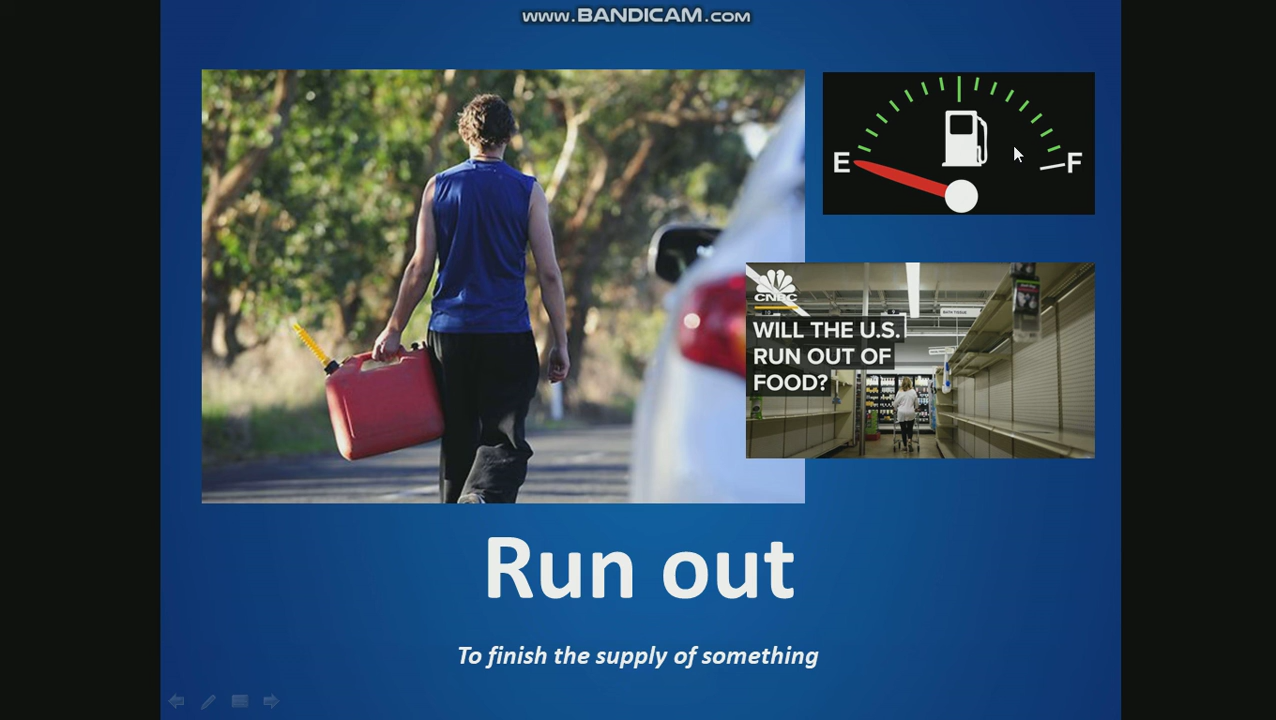 www.BANDICAM.com
E
F
CNBC
WILL THE U.S.
RUN OUT OF
FOOD?
Run out
To finish the supply of something